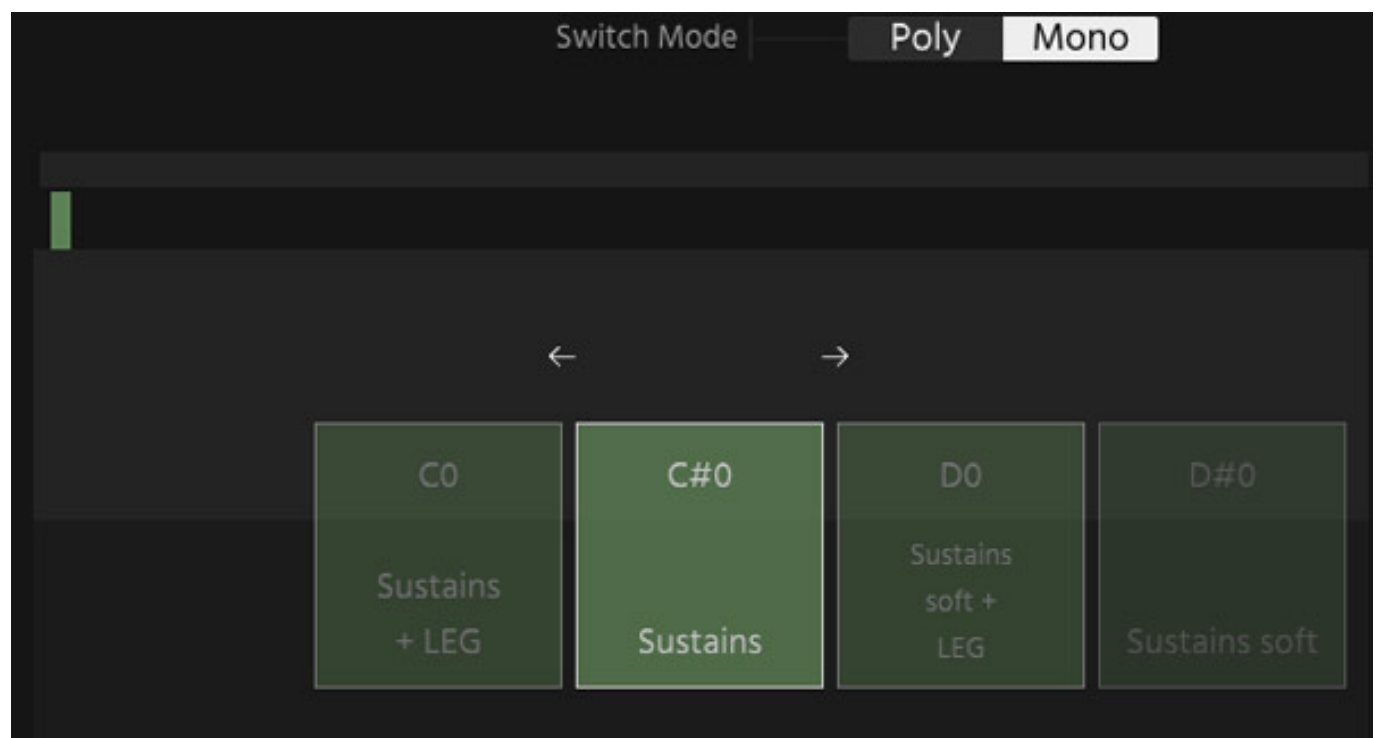 Switch Mode Poly Mono
← →
C0 C#0 D0 D#0
Sustains
+ LEG
Sustains
Sustains
soft +
LEG
Sustains soft